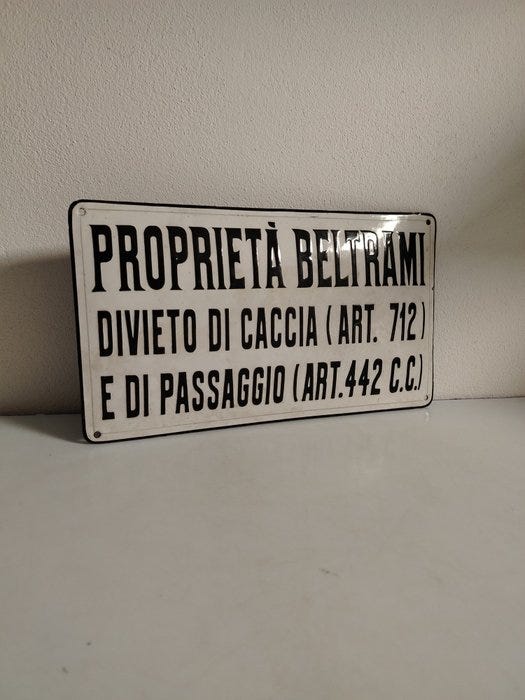 PROPRIETÀ BELTRAMI
DIVIETO DI CACCIA (ART. 712)
E DI PASSAGGIO (ART.442 C.C.)